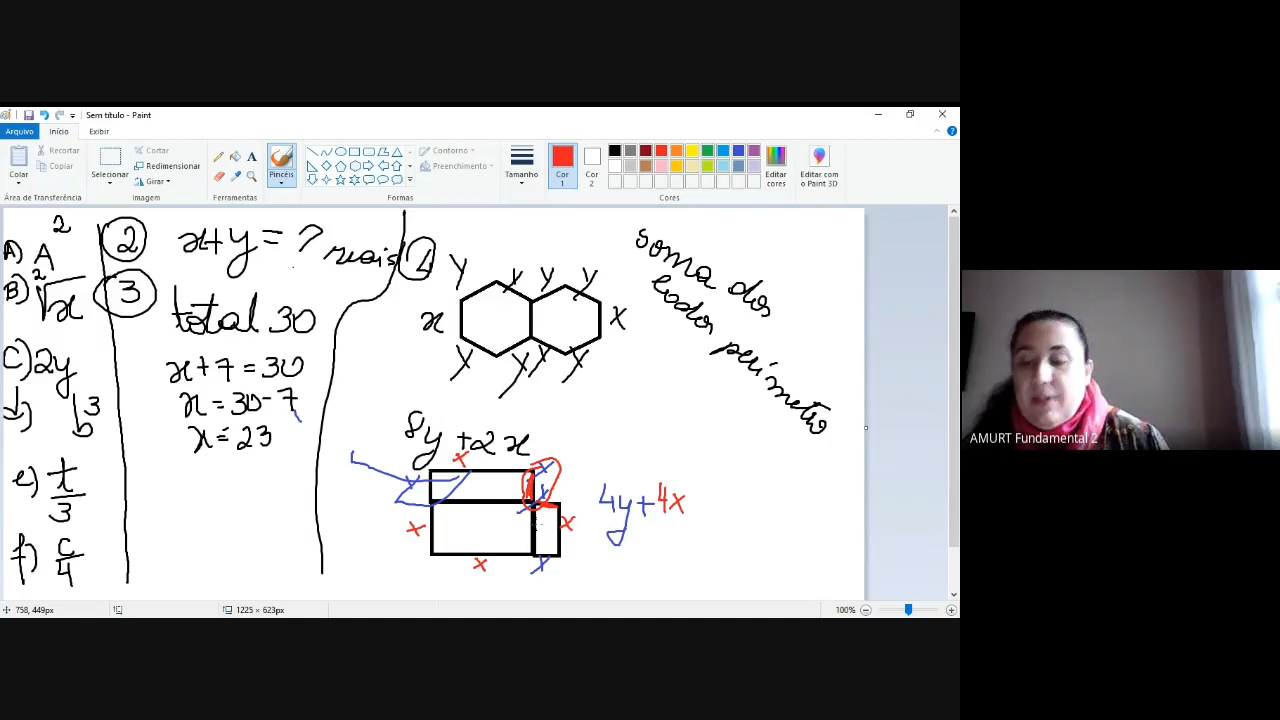 Sem título - Paint
Arquivo Início Exibir
Colar
Recortar
Copiar
Área de Transferência
Selecionar
Cortar
Redimensionar
Girar
Imagem
A
Ferramentas
Pincéis
Contorno
Preenchimento
Formas
Tamanho
Cor 1
Cor 2
Editar cores
Cores
Editar com o Paint 3D
A) A²
B) ²√x
C) 2y
d) b³
e) t/3
f) c/4
2 x+y = ? reais
3 total 30
x+7=30
x=30-7
x=23
4
y y y y
x x
y y y y
8y+2x
soma dos
lados perímetro
x y
y y
x x
x y
4y+4x
758, 449px
1225 × 623px
100%
AMURT Fundamental 2